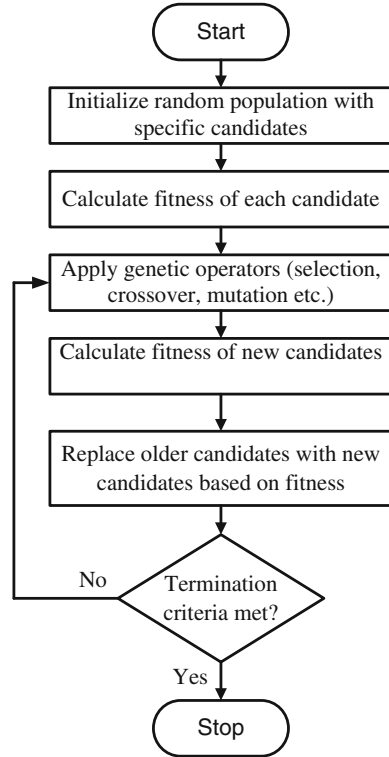 Start
Initialize random population with
specific candidates
Calculate fitness of each candidate
Apply genetic operators (selection,
crossover, mutation etc.)
Calculate fitness of new candidates
Replace older candidates with new
candidates based on fitness
No
Termination
criteria met?
Yes
Stop